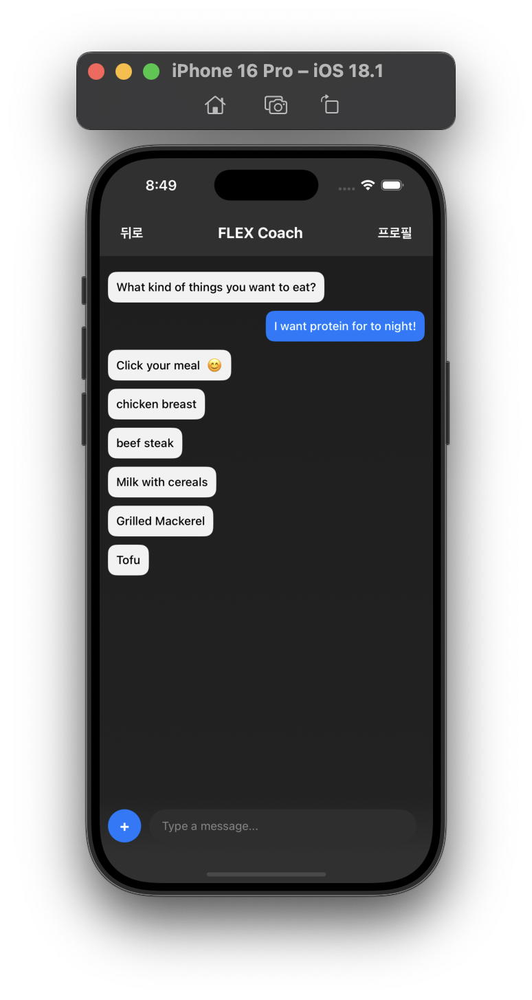 iPhone 16 Pro – iOS 18.1
8:49
뒤로 FLEX Coach 프로필
What kind of things you want to eat?
I want protein for to night!
Click your meal 😊
chicken breast
beef steak
Milk with cereals
Grilled Mackerel
Tofu
+ Type a message...